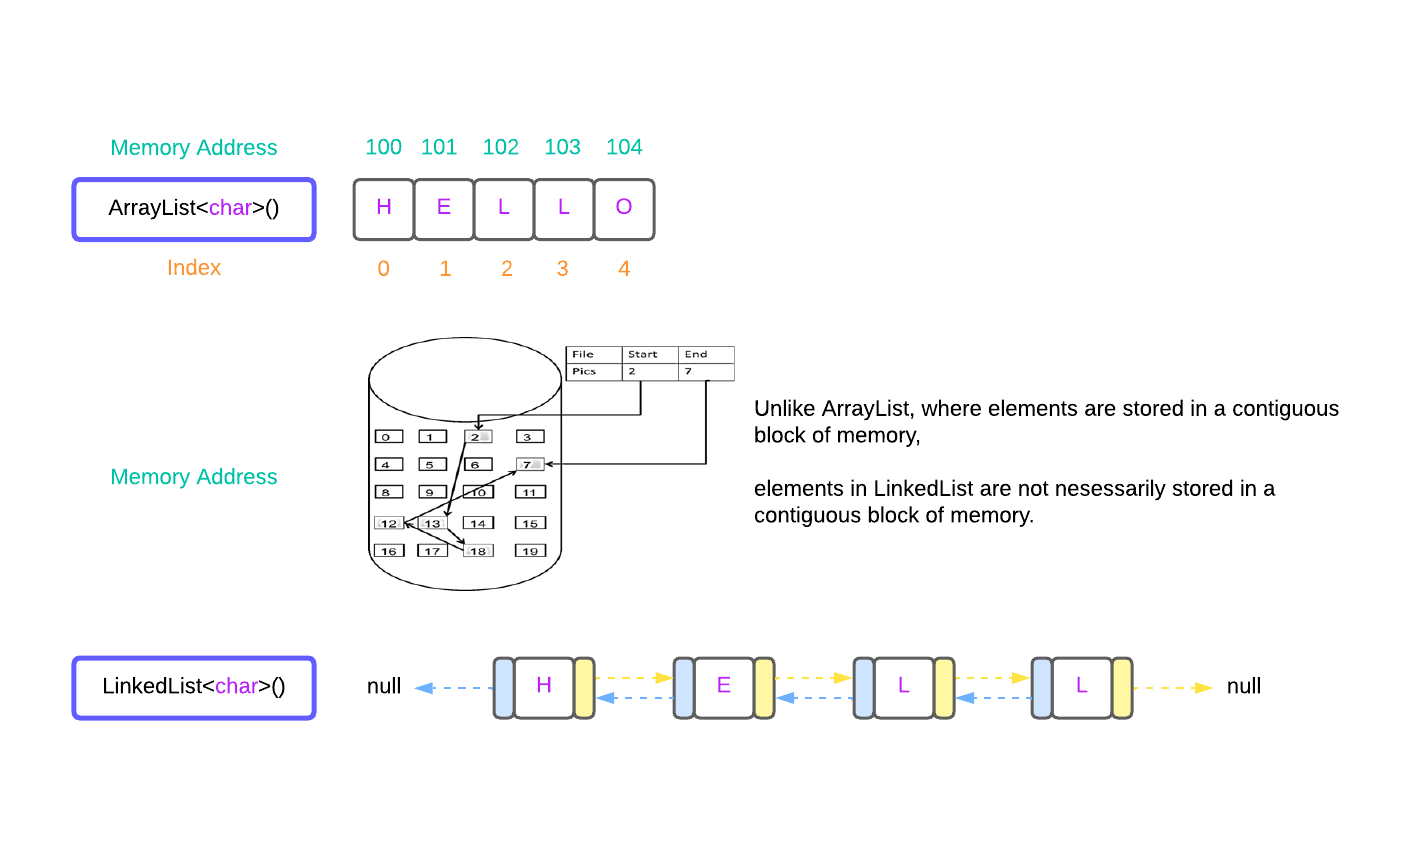 Memory Address 100 101 102 103 104
ArrayList<char>() H E L L O
Index 0 1 2 3 4
File Start End
Pics 2 7
0 1 2 3
4 5 6 7
8 9 10 11
12 13 14 15
16 17 18 19
Memory Address
Unlike ArrayList, where elements are stored in a contiguous
block of memory,
elements in LinkedList are not nesessarily stored in a
contiguous block of memory.
LinkedList<char>() null H E L L null